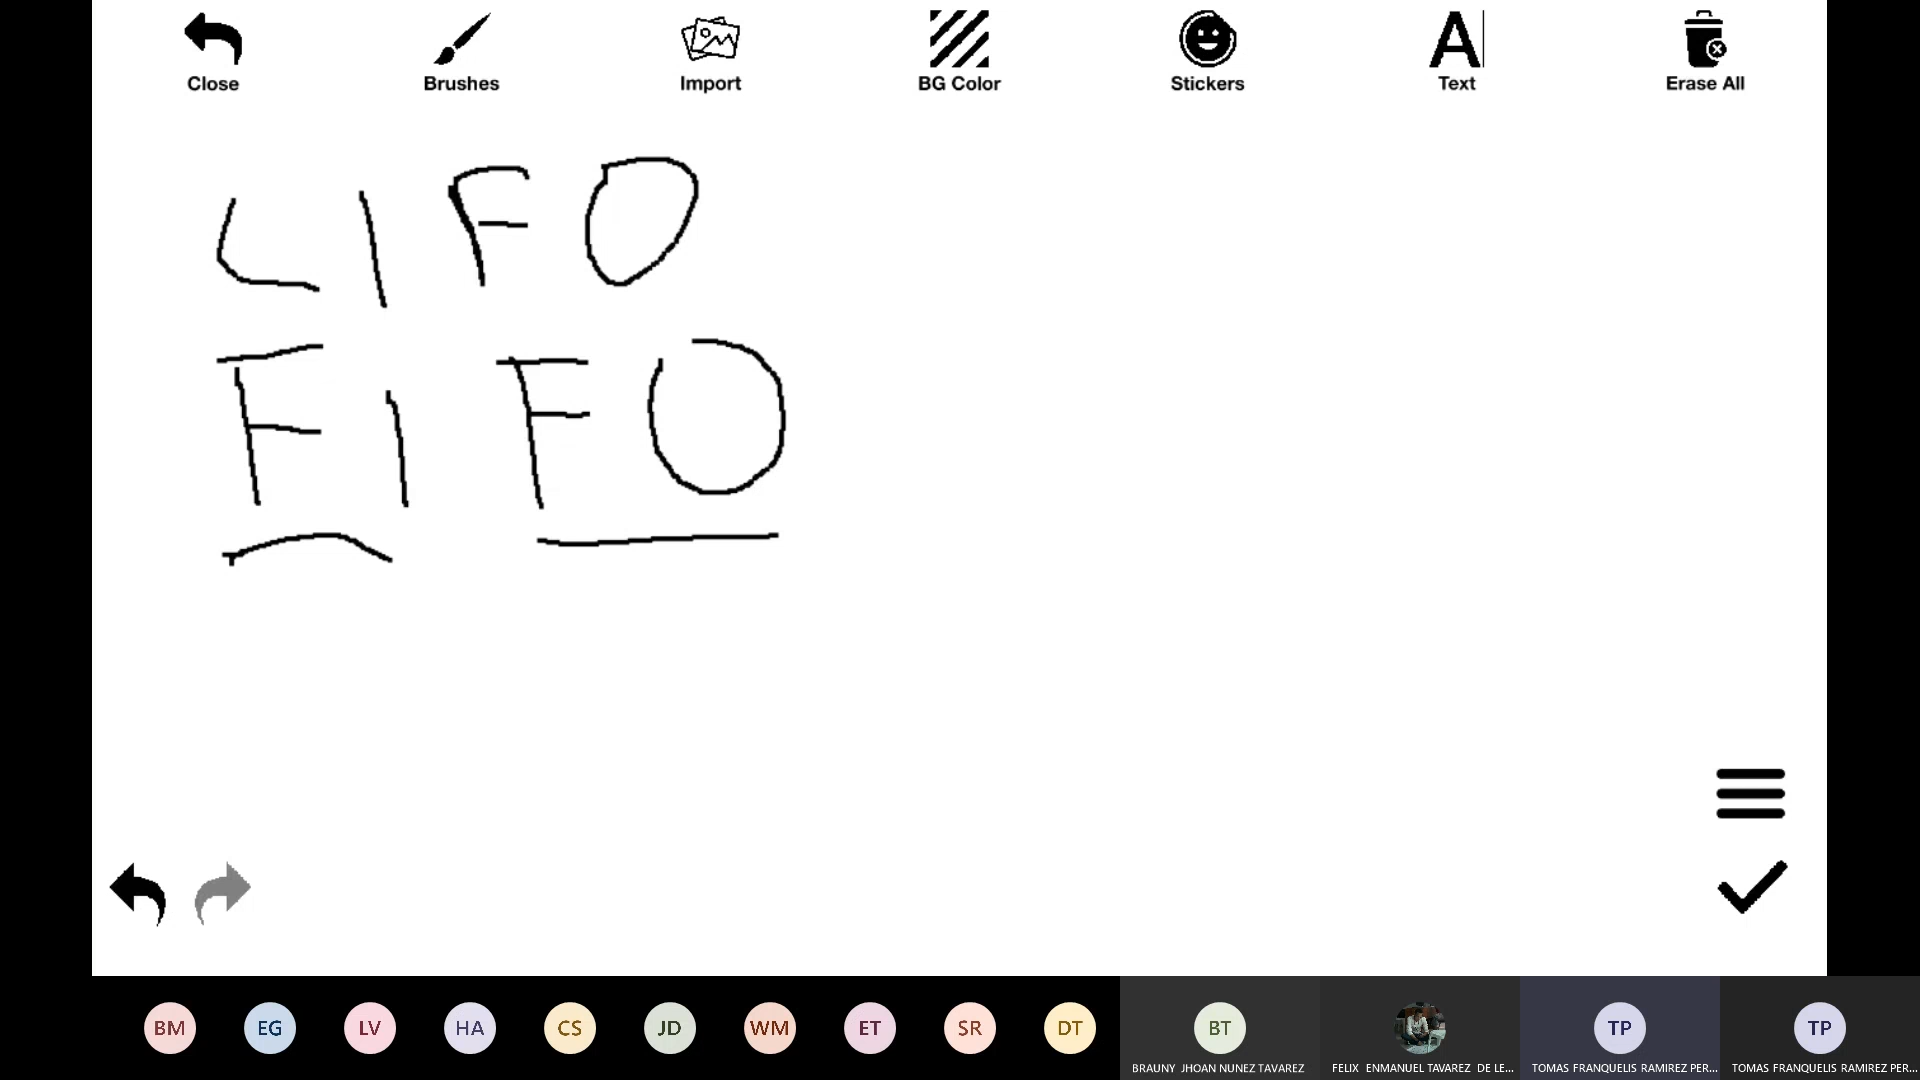 Close Brushes Import BG Color Stickers Text Erase All
LIFO
FIFO
BM EG LV HA CS JD WM ET SR DT BT TP TP
BRAUNY JHOAN NUNEZ TAVAREZ FELIX ENMANUEL TAVAREZ DE LE... TOMAS FRANQUELIS RAMIREZ PER... TOMAS FRANQUELIS RAMIREZ PER...